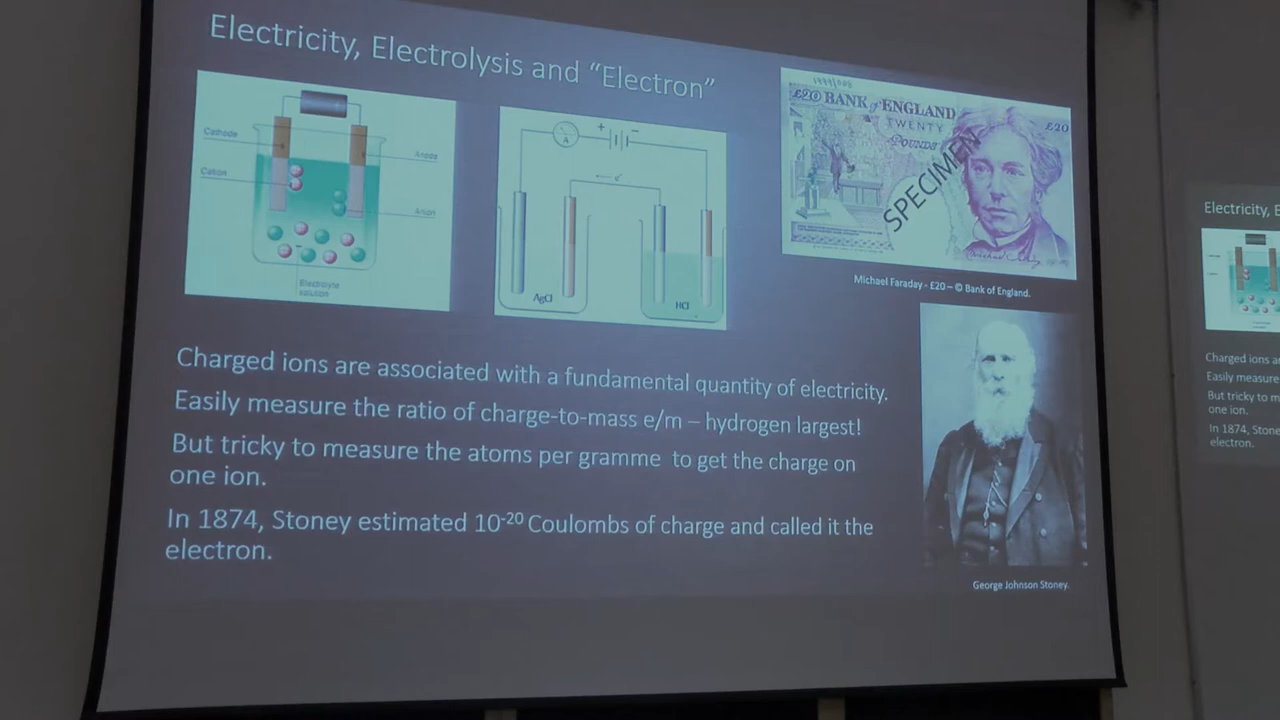 Electricity, Electrolysis and “Electron”
Cathode
Cation
Anode
Anion
Electrolyte
solution
A
+
−
e⁻
AgCl
HCl
£20 BANK of ENGLAND
TWENTY
POUNDS
£20
SPECIMEN
Michael Faraday - £20 – © Bank of England.
Charged ions are associated with a fundamental quantity of electricity.
Easily measure the ratio of charge-to-mass e/m – hydrogen largest!
But tricky to measure the atoms per gramme to get the charge on
one ion.
In 1874, Stoney estimated 10⁻²⁰ Coulombs of charge and called it the
electron.
George Johnson Stoney.
Electricity, E
Charged ions a
Easily measure
But tricky to m
one ion.
In 1874, Stone
electron.